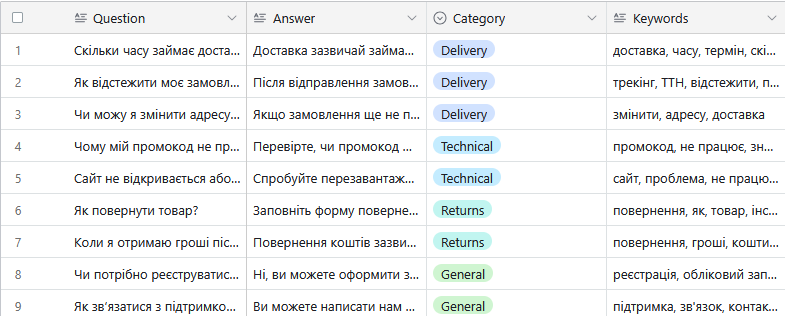 Question Answer Category Keywords
1 Скільки часу займає доста... Доставка зазвичай займа... Delivery доставка, часу, термін, скі...
2 Як відстежити моє замовл... Після відправлення замов... Delivery трекінг, ТТН, відстежити, п...
3 Чи можу я змінити адресу... Якщо замовлення ще не п... Delivery змінити, адресу, доставка
4 Чому мій промокод не пр... Перевірте, чи промокод ... Technical промокод, не працює, зн...
5 Сайт не відкривається або... Спробуйте перезавантаж... Technical сайт, проблема, не працю...
6 Як повернути товар? Заповніть форму поверне... Returns повернення, як, товар, інс...
7 Коли я отримаю гроші піс... Повернення коштів зазви... Returns повернення, гроші, кошти...
8 Чи потрібно реєструватис... Ні, ви можете оформити з... General реєстрація, обліковий зап...
9 Як зв’язатися з підтримко... Ви можете написати нам ... General підтримка, зв'язок, контак...